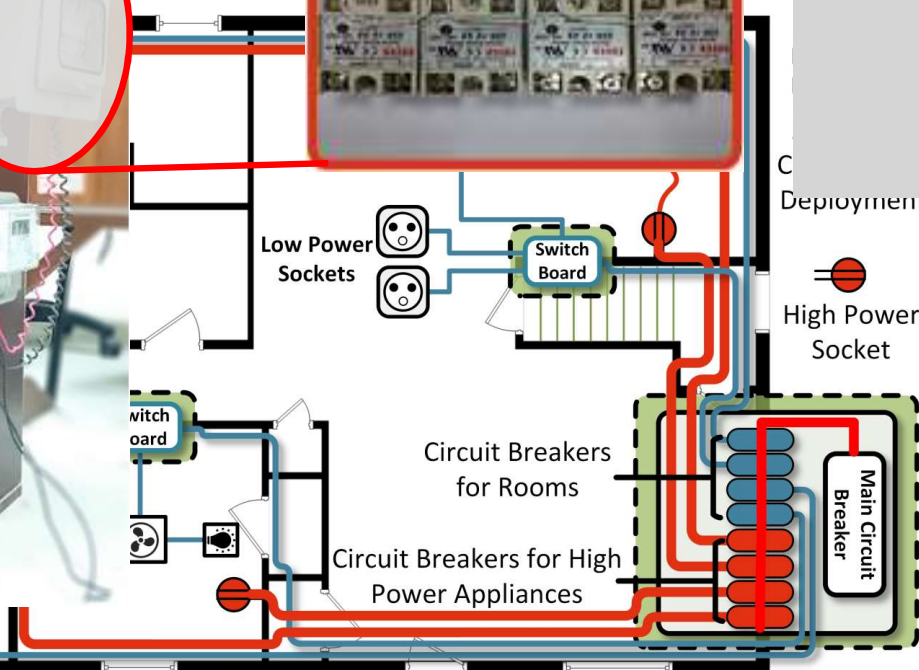 Low Power
Sockets
Switch
Board
Deploymen
High Power
Socket
witch
oard
Circuit Breakers
for Rooms
Main Circuit
Breaker
Circuit Breakers for High
Power Appliances